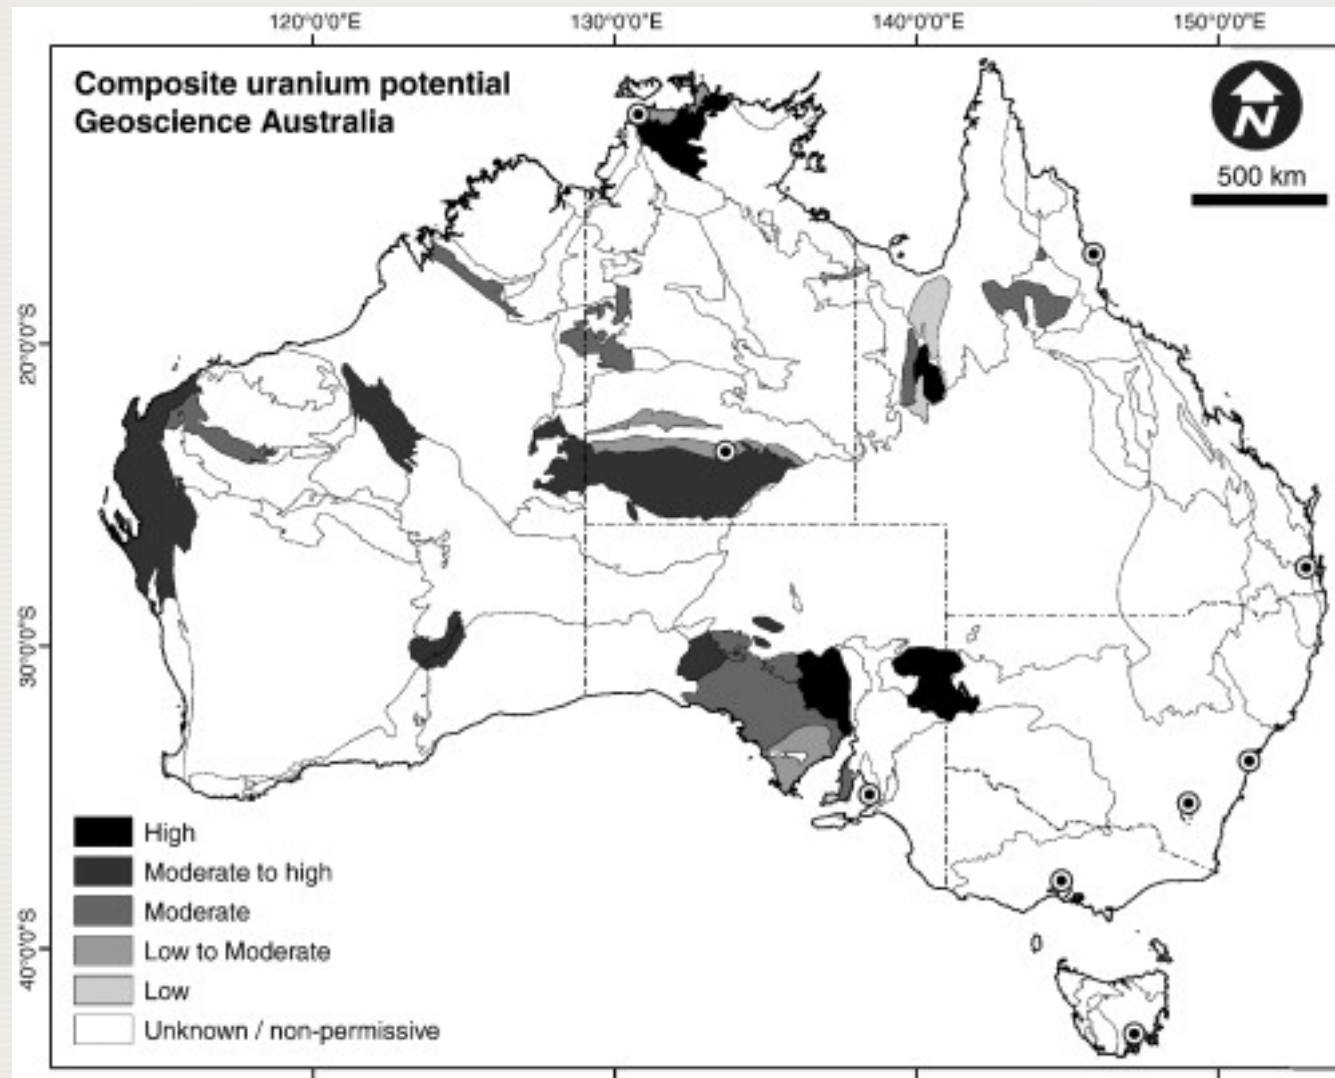 120°0'0"E
130°0'0"E
140°0'0"E
150°0'0"E
Composite uranium potential
Geoscience Australia
N
500 km
20°0'0"S
30°0'0"S
40°0'0"S
High
Moderate to high
Moderate
Low to Moderate
Low
Unknown / non-permissive